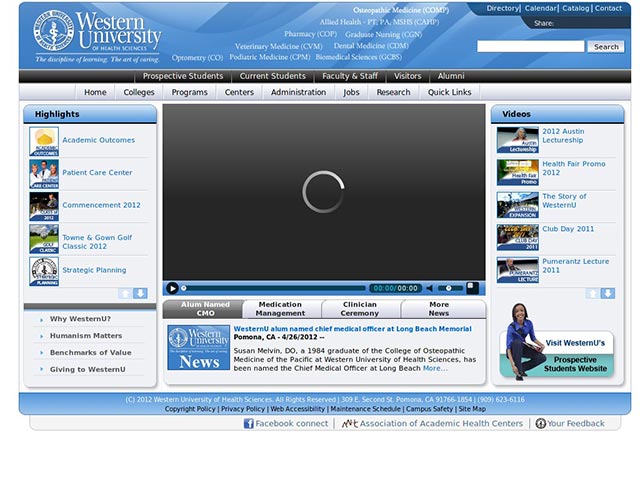 Western
University
OF HEALTH SCIENCES
The discipline of learning. The art of caring.
Osteopathic Medicine (COMP)
Allied Health - PT; PA, MSHS (CAHP)
Pharmacy (COP) Graduate Nursing (CGN)
Veterinary Medicine (CVM) Dental Medicine (CDM)
Optometry (CO) Podiatric Medicine (CPM) Biomedical Sciences (GCBS)
Directory| Calendar| Catalog | Contact
Share:
Search
Prospective Students | Current Students | Faculty & Staff | Visitors | Alumni
Home | Colleges | Programs | Centers | Administration | Jobs | Research | Quick Links
Highlights
Academic Outcomes
Patient Care Center
Commencement 2012
Towne & Gown Golf
Classic 2012
Strategic Planning
Why WesternU?
Humanism Matters
Benchmarks of Value
Giving to WesternU
00:00/00:00
Alum Named
CMO
Medication
Management
Clinician
Ceremony
More
News
News
WesternU alum named chief medical officer at Long Beach Memorial
Pomona, CA - 4/26/2012 --
Susan Melvin, DO, a 1984 graduate of the College of Osteopathic
Medicine of the Pacific at Western University of Health Sciences, has
been named the Chief Medical Officer at Long Beach More...
Videos
2012 Austin
Lectureship
Health Fair Promo
2012
The Story of
WesternU
Club Day 2011
Pumerantz Lecture
2011
Visit WesternU's
Prospective
Students Website
(C) 2012 Western University of Health Sciences. All Rights Reserved | 309 E. Second St. Pomona, CA 91766-1854 | (909) 623-6116
Copyright Policy | Privacy Policy | Web Accessibility | Maintenance Schedule | Campus Safety | Site Map
Facebook connect | Association of Academic Health Centers | Your Feedback